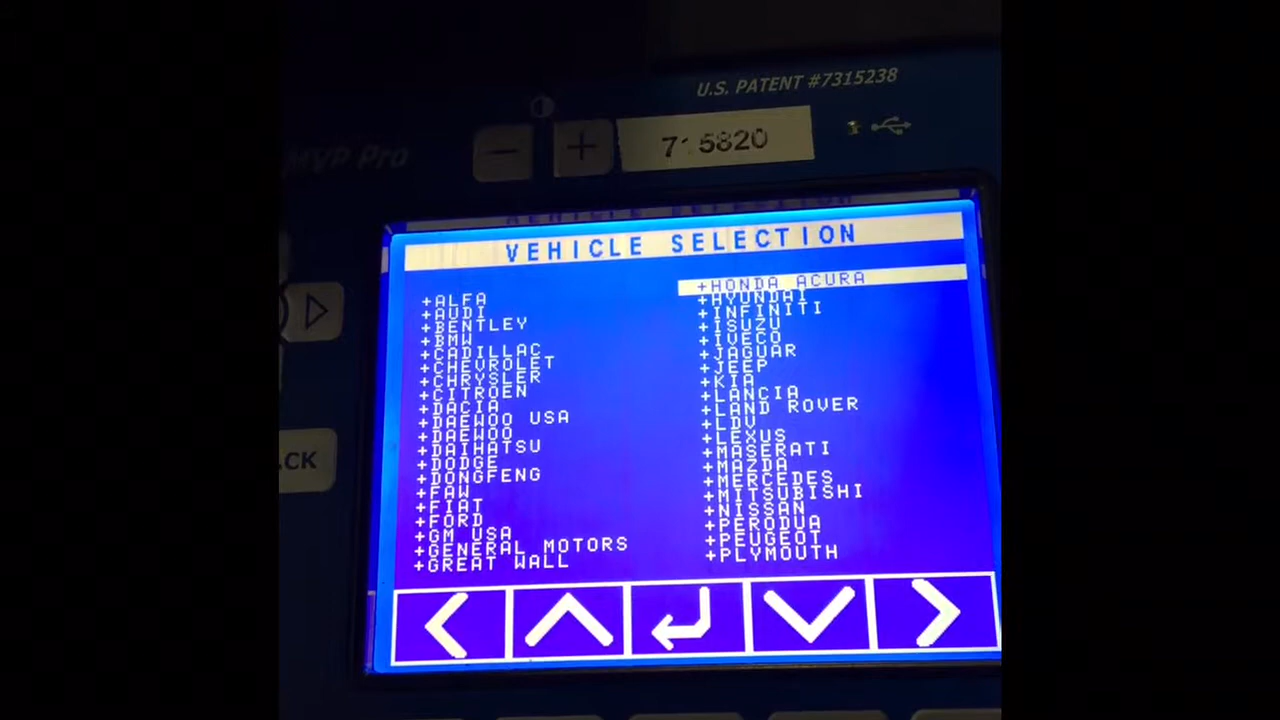 U.S. PATENT #7315238
MVP Pro
VEHICLE SELECTION
+ALFA
+AUDI
+BENTLEY
+BMW
+CADILLAC
+CHEVROLET
+CHRYSLER
+CITROEN
+DACIA
+DAEWOO USA
+DAEWOO
+DAIHATSU
+DODGE
+DONGFENG
+FAW
+FIAT
+FORD
+GM USA
+GENERAL MOTORS
+GREAT WALL
+HONDA ACURA
+HYUNDAI
+INFINITI
+ISUZU
+IVECO
+JAGUAR
+JEEP
+KIA
+LANCIA
+LAND ROVER
+LDV
+LEXUS
+MASERATI
+MAZDA
+MERCEDES
+MITSUBISHI
+NISSAN
+PERODUA
+PEUGEOT
+PLYMOUTH